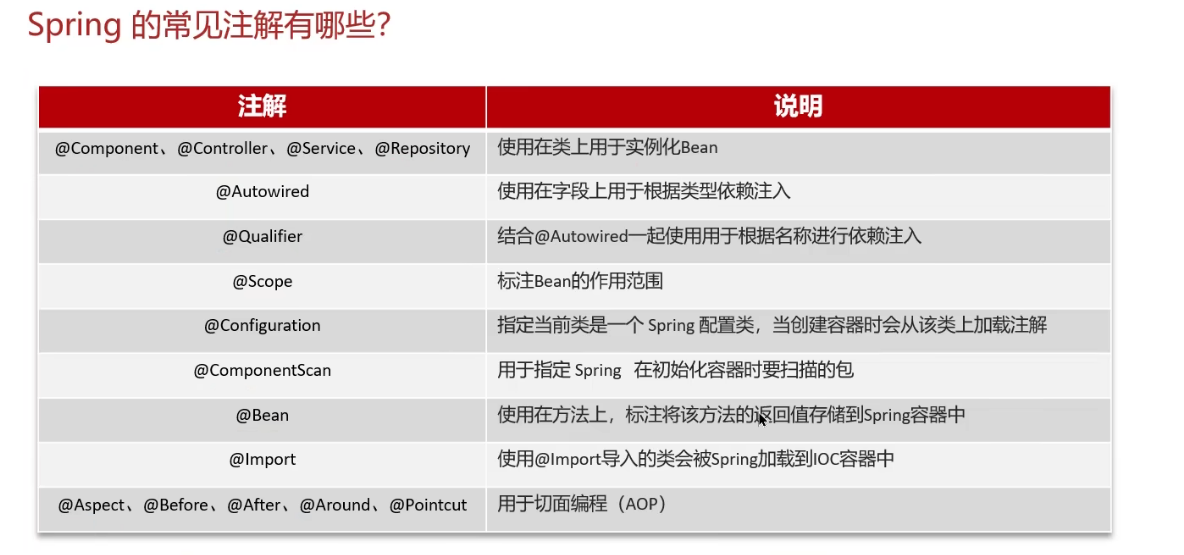 Spring 的常见注解有哪些?
注解 说明
@Component、@Controller、@Service、@Repository 使用在类上用于实例化Bean
@Autowired 使用在字段上用于根据类型依赖注入
@Qualifier 结合@Autowired一起使用用于根据名称进行依赖注入
@Scope 标注Bean的作用范围
@Configuration 指定当前类是一个 Spring 配置类，当创建容器时会从该类上加载注解
@ComponentScan 用于指定 Spring 在初始化容器时要扫描的包
@Bean 使用在方法上，标注将该方法的返回值存储到Spring容器中
@Import 使用@Import导入的类会被Spring加载到IOC容器中
@Aspect、@Before、@After、@Around、@Pointcut 用于切面编程（AOP）